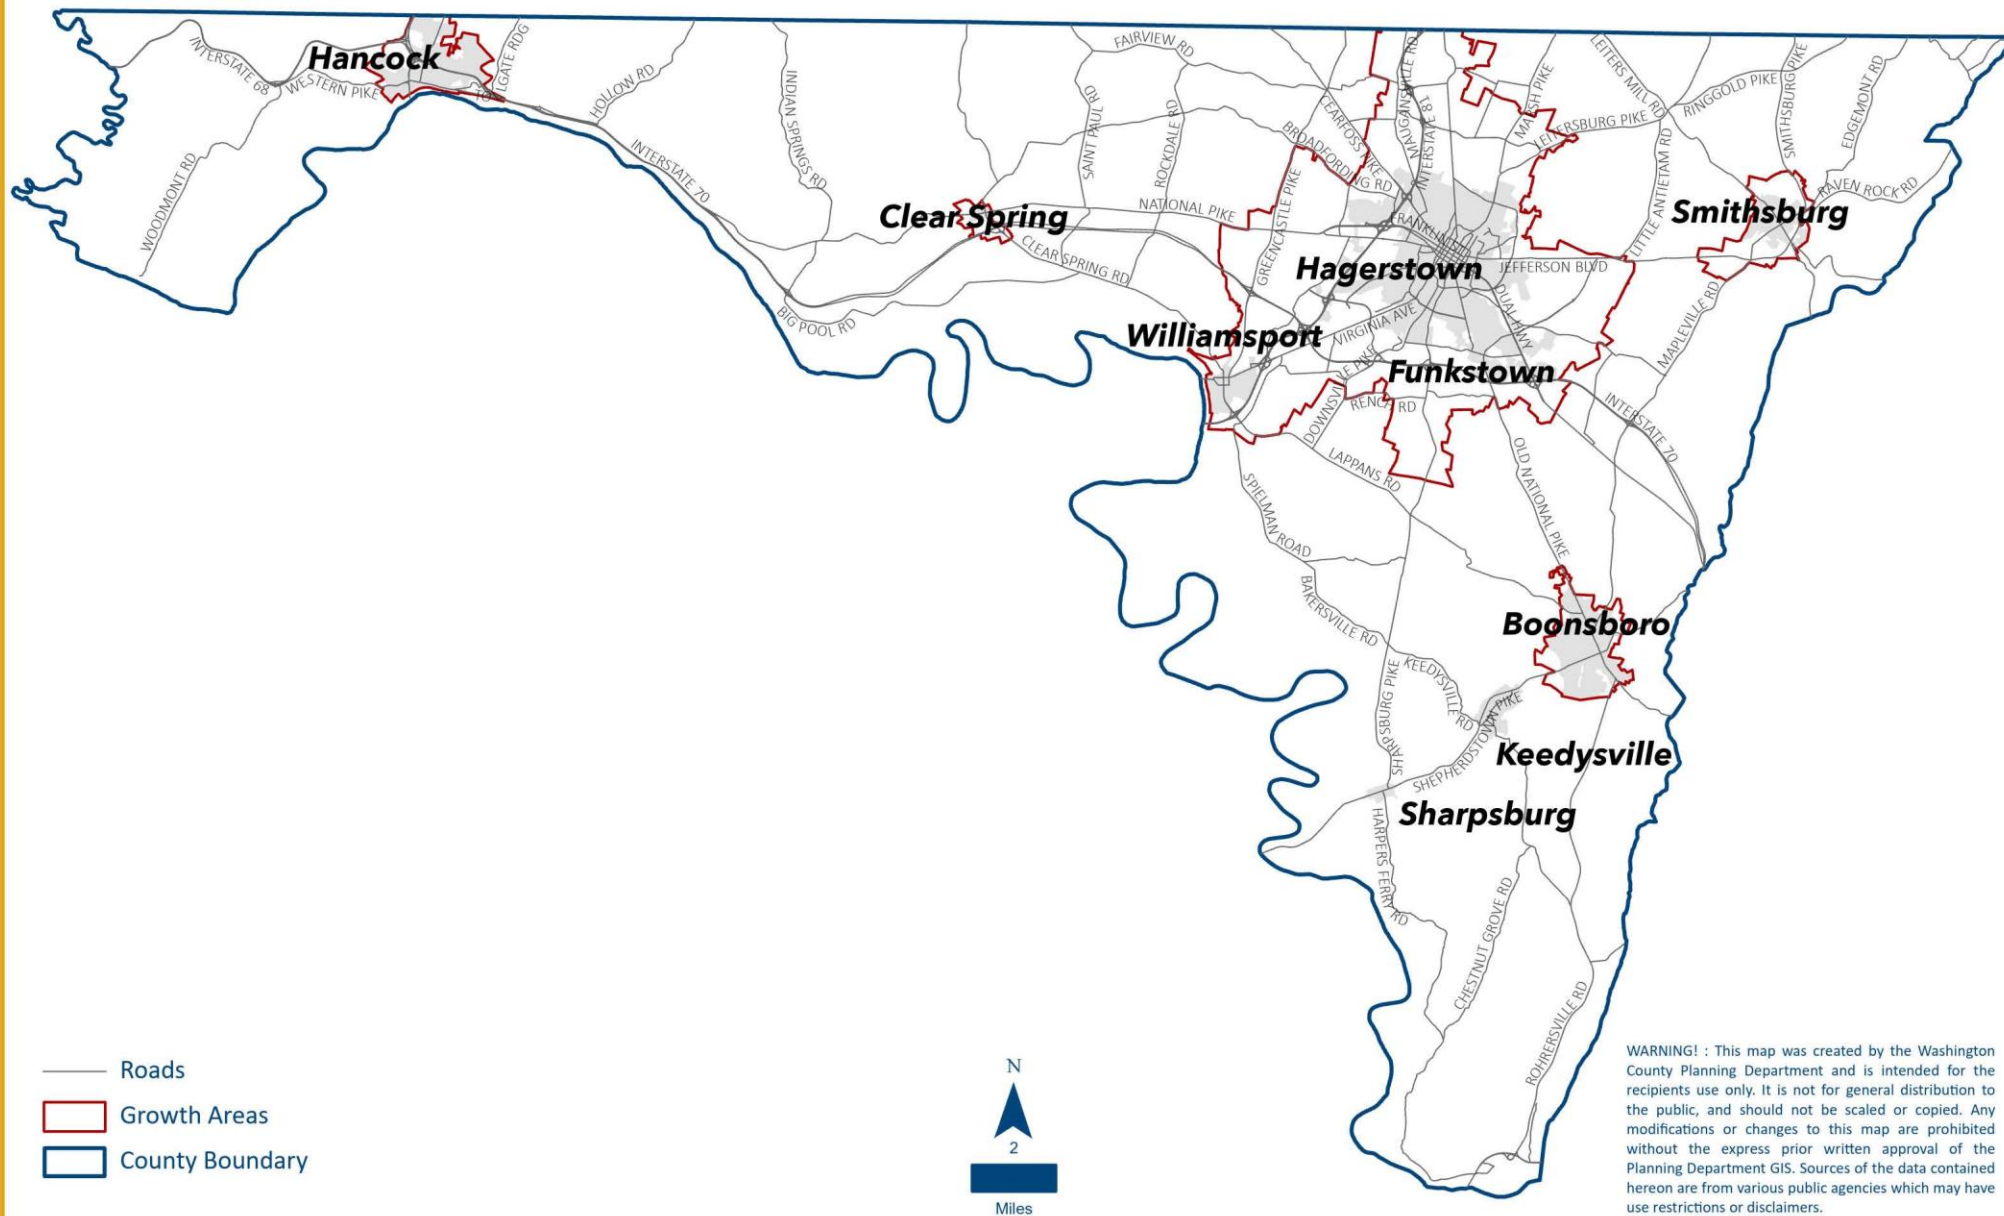 INTERSTATE 68
Hancock
WESTERN PIKE
LGATE RDG
TO
HOLLOW RD
WOODMONT RD
INTERSTATE 70
INDIAN SPRINGS RD
BIG POOL RD
Clear Spring
CLEAR SPRING RD
FAIRVIEW RD
SAINT PAUL RD
ROCKDALE RD
NATIONAL PIKE
BROADFORDING RD
CEARFOSS PIKE
GREENCASTLE PIKE
MAUGANSVILLE RD
INTERSTATE 81
MARSH PIKE
LEITERS MILL RD
LEITERSBURG PIKE
RINGGOLD PIKE
SMITHSBURG PIKE
EDGEMONT RD
RAVEN ROCK RD
LITTLE ANTIETAM RD
Smithsburg
FRANKLIN ST
Hagerstown
JEFFERSON BLVD
DUAL HWY
MAPLEVILLE RD
Williamsport
VIRGINIA AVE
Funkstown
DOWNSVILLE PIKE
RENCH RD
INTERSTATE 70
LAPPANS RD
OLD NATIONAL PIKE
SPIELMAN ROAD
BAKERSVILLE RD
Boonsboro
KEEDYSVILLE RD
SHARPSBURG PIKE
SHEPHERDSTOWN PIKE
Keedysville
Sharpsburg
HARPERS FERRY RD
CHESTNUT GROVE RD
ROHRERSVILLE RD
Roads
Growth Areas
County Boundary
N
2
Miles
WARNING! : This map was created by the Washington
County Planning Department and is intended for the
recipients use only. It is not for general distribution to
the public, and should not be scaled or copied. Any
modifications or changes to this map are prohibited
without the express prior written approval of the
Planning Department GIS. Sources of the data contained
hereon are from various public agencies which may have
use restrictions or disclaimers.